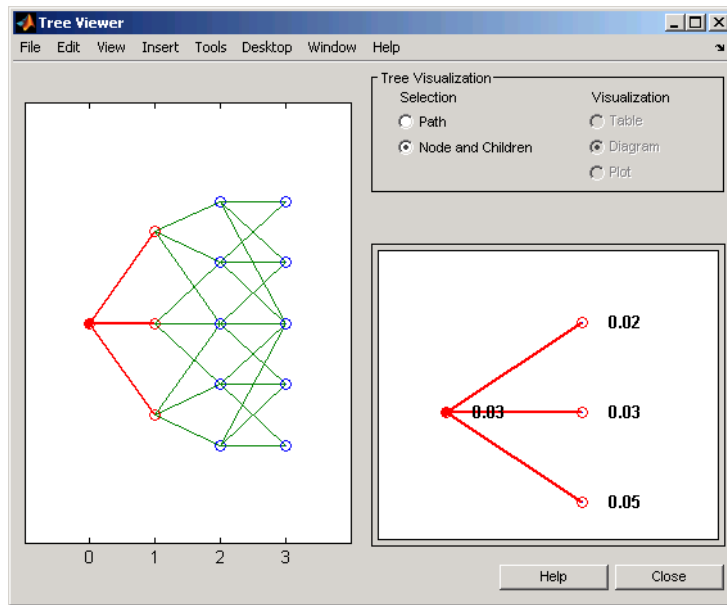 Tree Viewer
File Edit View Insert Tools Desktop Window Help
Tree Visualization
Selection Visualization
Path Table
Node and Children Diagram
Plot
0.02
0.03 0.03
0.05
0 1 2 3
Help Close